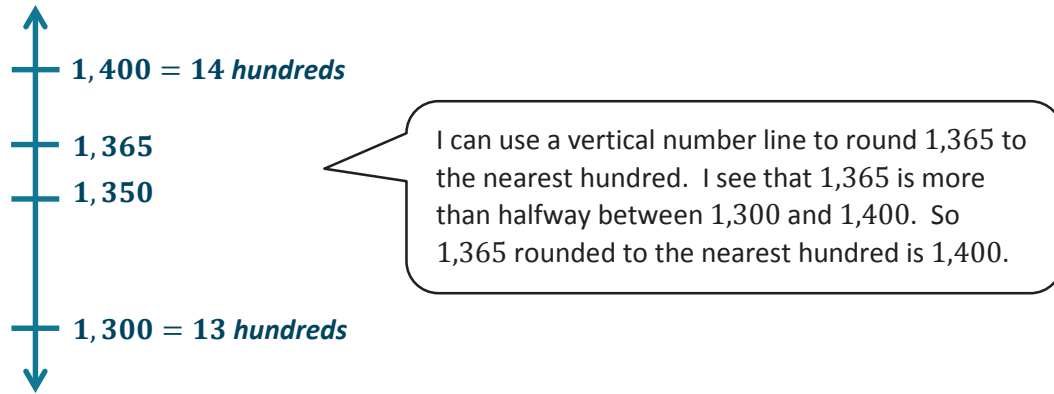 1,400 = 14 hundreds
1,365
1,350
1,300 = 13 hundreds
I can use a vertical number line to round 1,365 to
the nearest hundred. I see that 1,365 is more
than halfway between 1,300 and 1,400. So
1,365 rounded to the nearest hundred is 1,400.